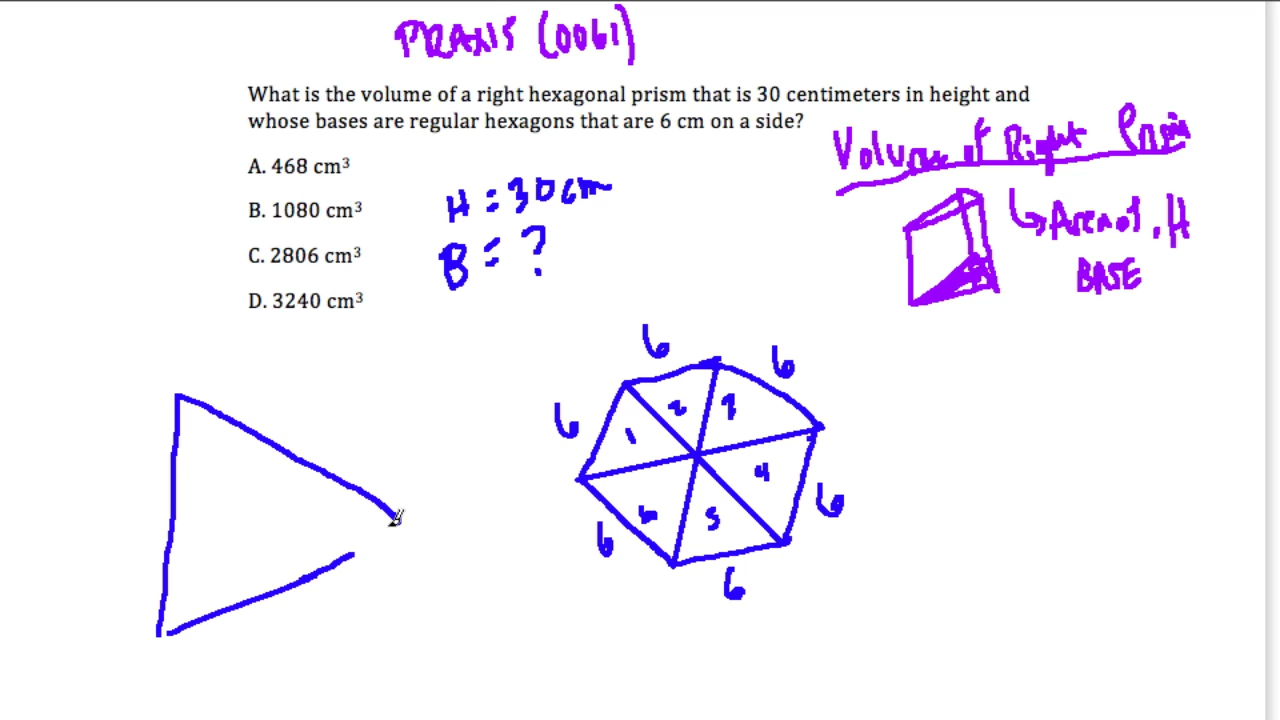 PRAXIS (0061)
What is the volume of a right hexagonal prism that is 30 centimeters in height and
whose bases are regular hexagons that are 6 cm on a side?
Volume of Right Prism
A. 468 cm³
B. 1080 cm³
C. 2806 cm³
D. 3240 cm³
H = 30cm
B = ?
Area of . H
BASE
6
6
6
2
3
1
4
6
6
5
6
6
6